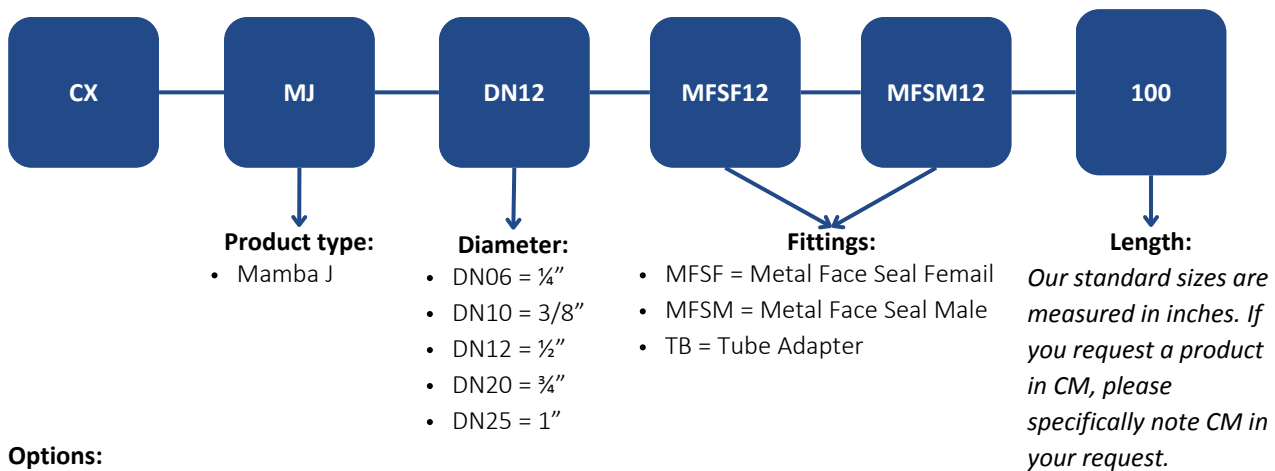 CX
MJ
DN12
MFSF12
MFSM12
100
Product type:
• Mamba J
Diameter:
• DN06 = ¼”
• DN10 = 3/8”
• DN12 = ½”
• DN20 = ¾”
• DN25 = 1”
Fittings:
• MFSF = Metal Face Seal Femail
• MFSM = Metal Face Seal Male
• TB = Tube Adapter
Length:
Our standard sizes are
measured in inches. If
you request a product
in CM, please
specifically note CM in
your request.
Options: